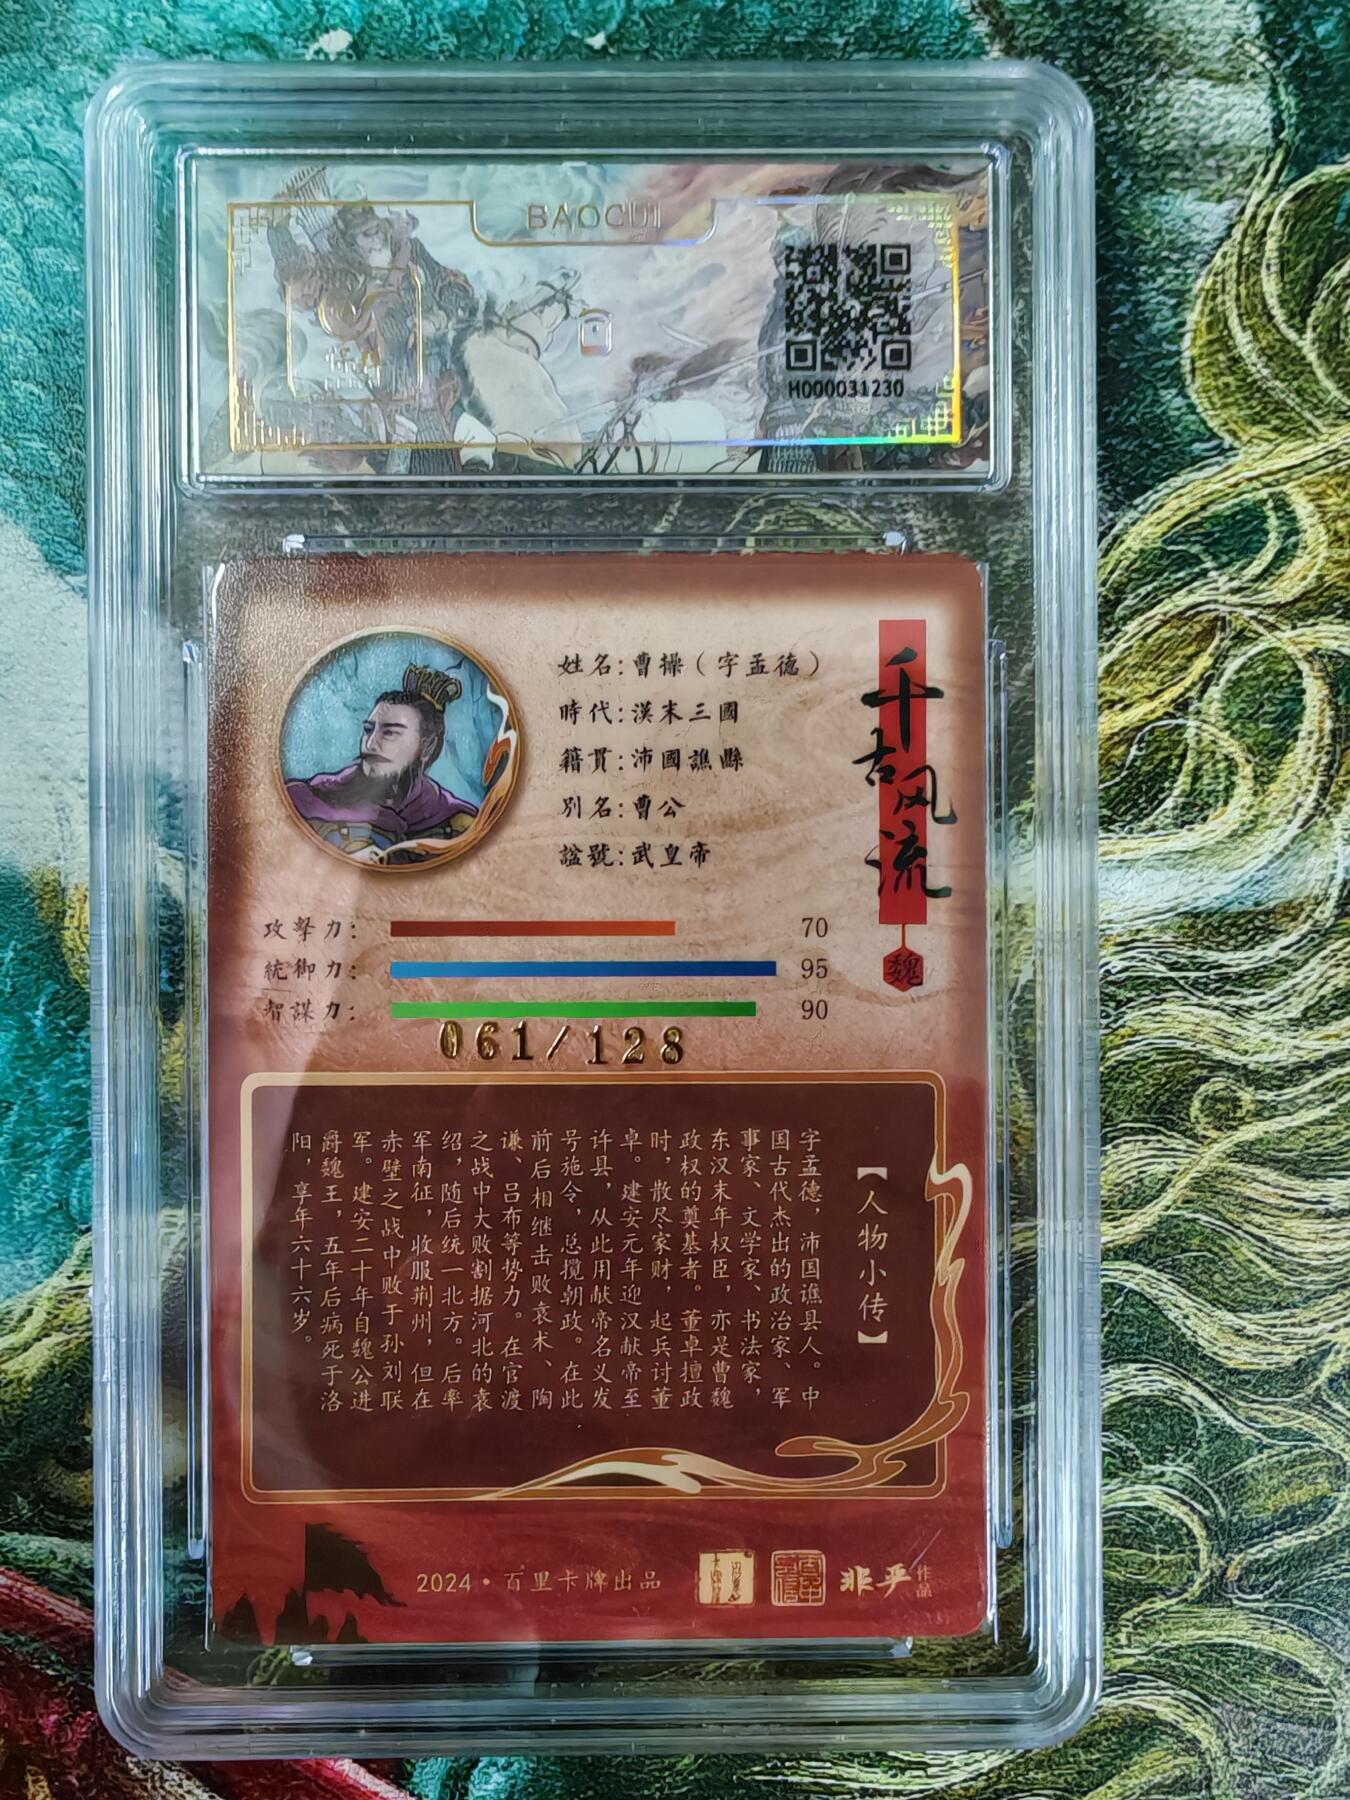 BAOCUI
H000031230
姓名:曹操（字孟德）
時代:漢末三國
籍貫:沛國譙縣
別名:曹公
諡號:武皇帝
千古风流
魏
攻擊力: 70
統御力: 95
智謀力: 90
061/128
【人物小传】
字孟德，沛国谯县人。中
国古代杰出的政治家、军
事家、文学家、书法家，
东汉末年权臣，亦是曹魏
政权的奠基者。董卓擅政
时，散尽家财，起兵讨董
卓。建安元年迎汉献帝至
许县，从此用献帝名义发
号施令，总揽朝政。在此
前后相继击败袁术、陶
谦、吕布等势力。在官渡
之战中大败割据河北的袁
绍，随后统一北方。后率
军南征，收服荆州，但在
赤壁之战中败于孙刘联
军。建安二十年自魏公进
爵魏王，五年后病死于洛
阳，享年六十六岁。
2024·百里卡牌出品
非严作品